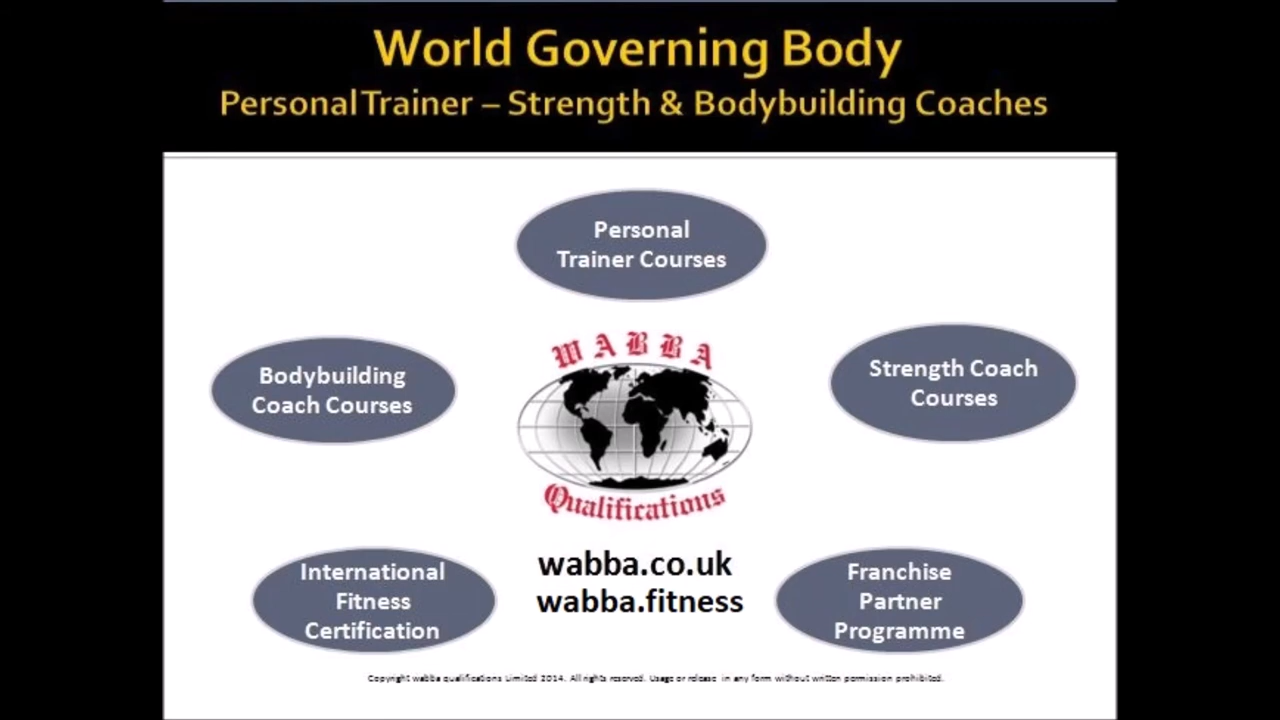 World Governing Body
Personal Trainer – Strength & Bodybuilding Coaches
Personal
Trainer Courses
Bodybuilding
Coach Courses
Strength Coach
Courses
WABBA
Qualifications
wabba.co.uk
wabba.fitness
International
Fitness
Certification
Franchise
Partner
Programme
Copyright wabba qualifications Limited 2014. All rights reserved. Usage or release in any form without written permission prohibited.